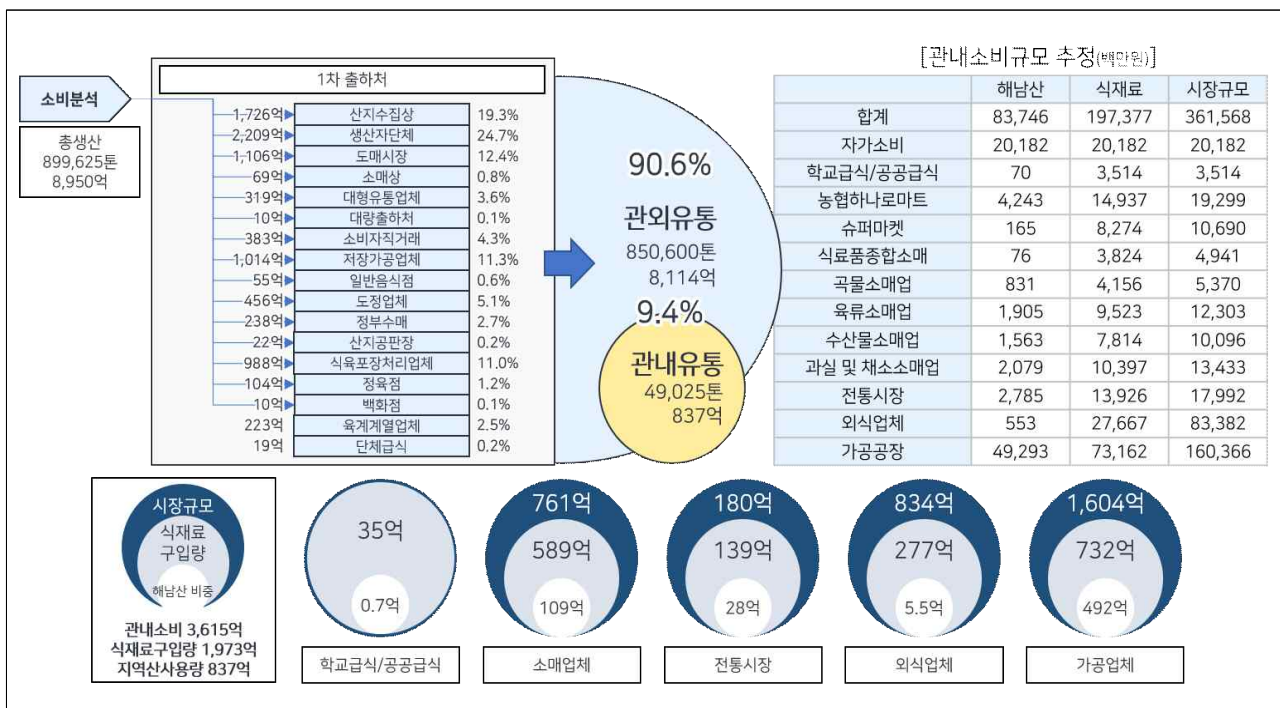 소비분석
총생산
899,625톤
8,950억
1차 출하처
1,726억 산지수집상 19.3%
2,209억 생산자단체 24.7%
1,106억 도매시장 12.4%
69억 소매상 0.8%
319억 대형유통업체 3.6%
10억 대량출하처 0.1%
383억 소비자직거래 4.3%
1,014억 저장가공업체 11.3%
55억 일반음식점 0.6%
456억 도정업체 5.1%
238억 정부수매 2.7%
22억 산지공판장 0.2%
988억 식육포장처리업체 11.0%
104억 정육점 1.2%
10억 백화점 0.1%
223억 육계계열업체 2.5%
19억 단체급식 0.2%
90.6%
관외유통
850,600톤
8,114억
9.4%
관내유통
49,025톤
837억
[관내소비규모 추정(백만원)]
해남산 식재료 시장규모
합계 83,746 197,377 361,568
자가소비 20,182 20,182 20,182
학교급식/공공급식 70 3,514 3,514
농협하나로마트 4,243 14,937 19,299
슈퍼마켓 165 8,274 10,690
식료품종합소매 76 3,824 4,941
곡물소매업 831 4,156 5,370
육류소매업 1,905 9,523 12,303
수산물소매업 1,563 7,814 10,096
과실 및 채소소매업 2,079 10,397 13,433
전통시장 2,785 13,926 17,992
외식업체 553 27,667 83,382
가공공장 49,293 73,162 160,366
시장규모
식재료
구입량
해남산 비중
관내소비 3,615억
식재료구입량 1,973억
지역산사용량 837억
35억
0.7억
학교급식/공공급식
761억
589억
109억
소매업체
180억
139억
28억
전통시장
834억
277억
5.5억
외식업체
1,604억
732억
492억
가공업체